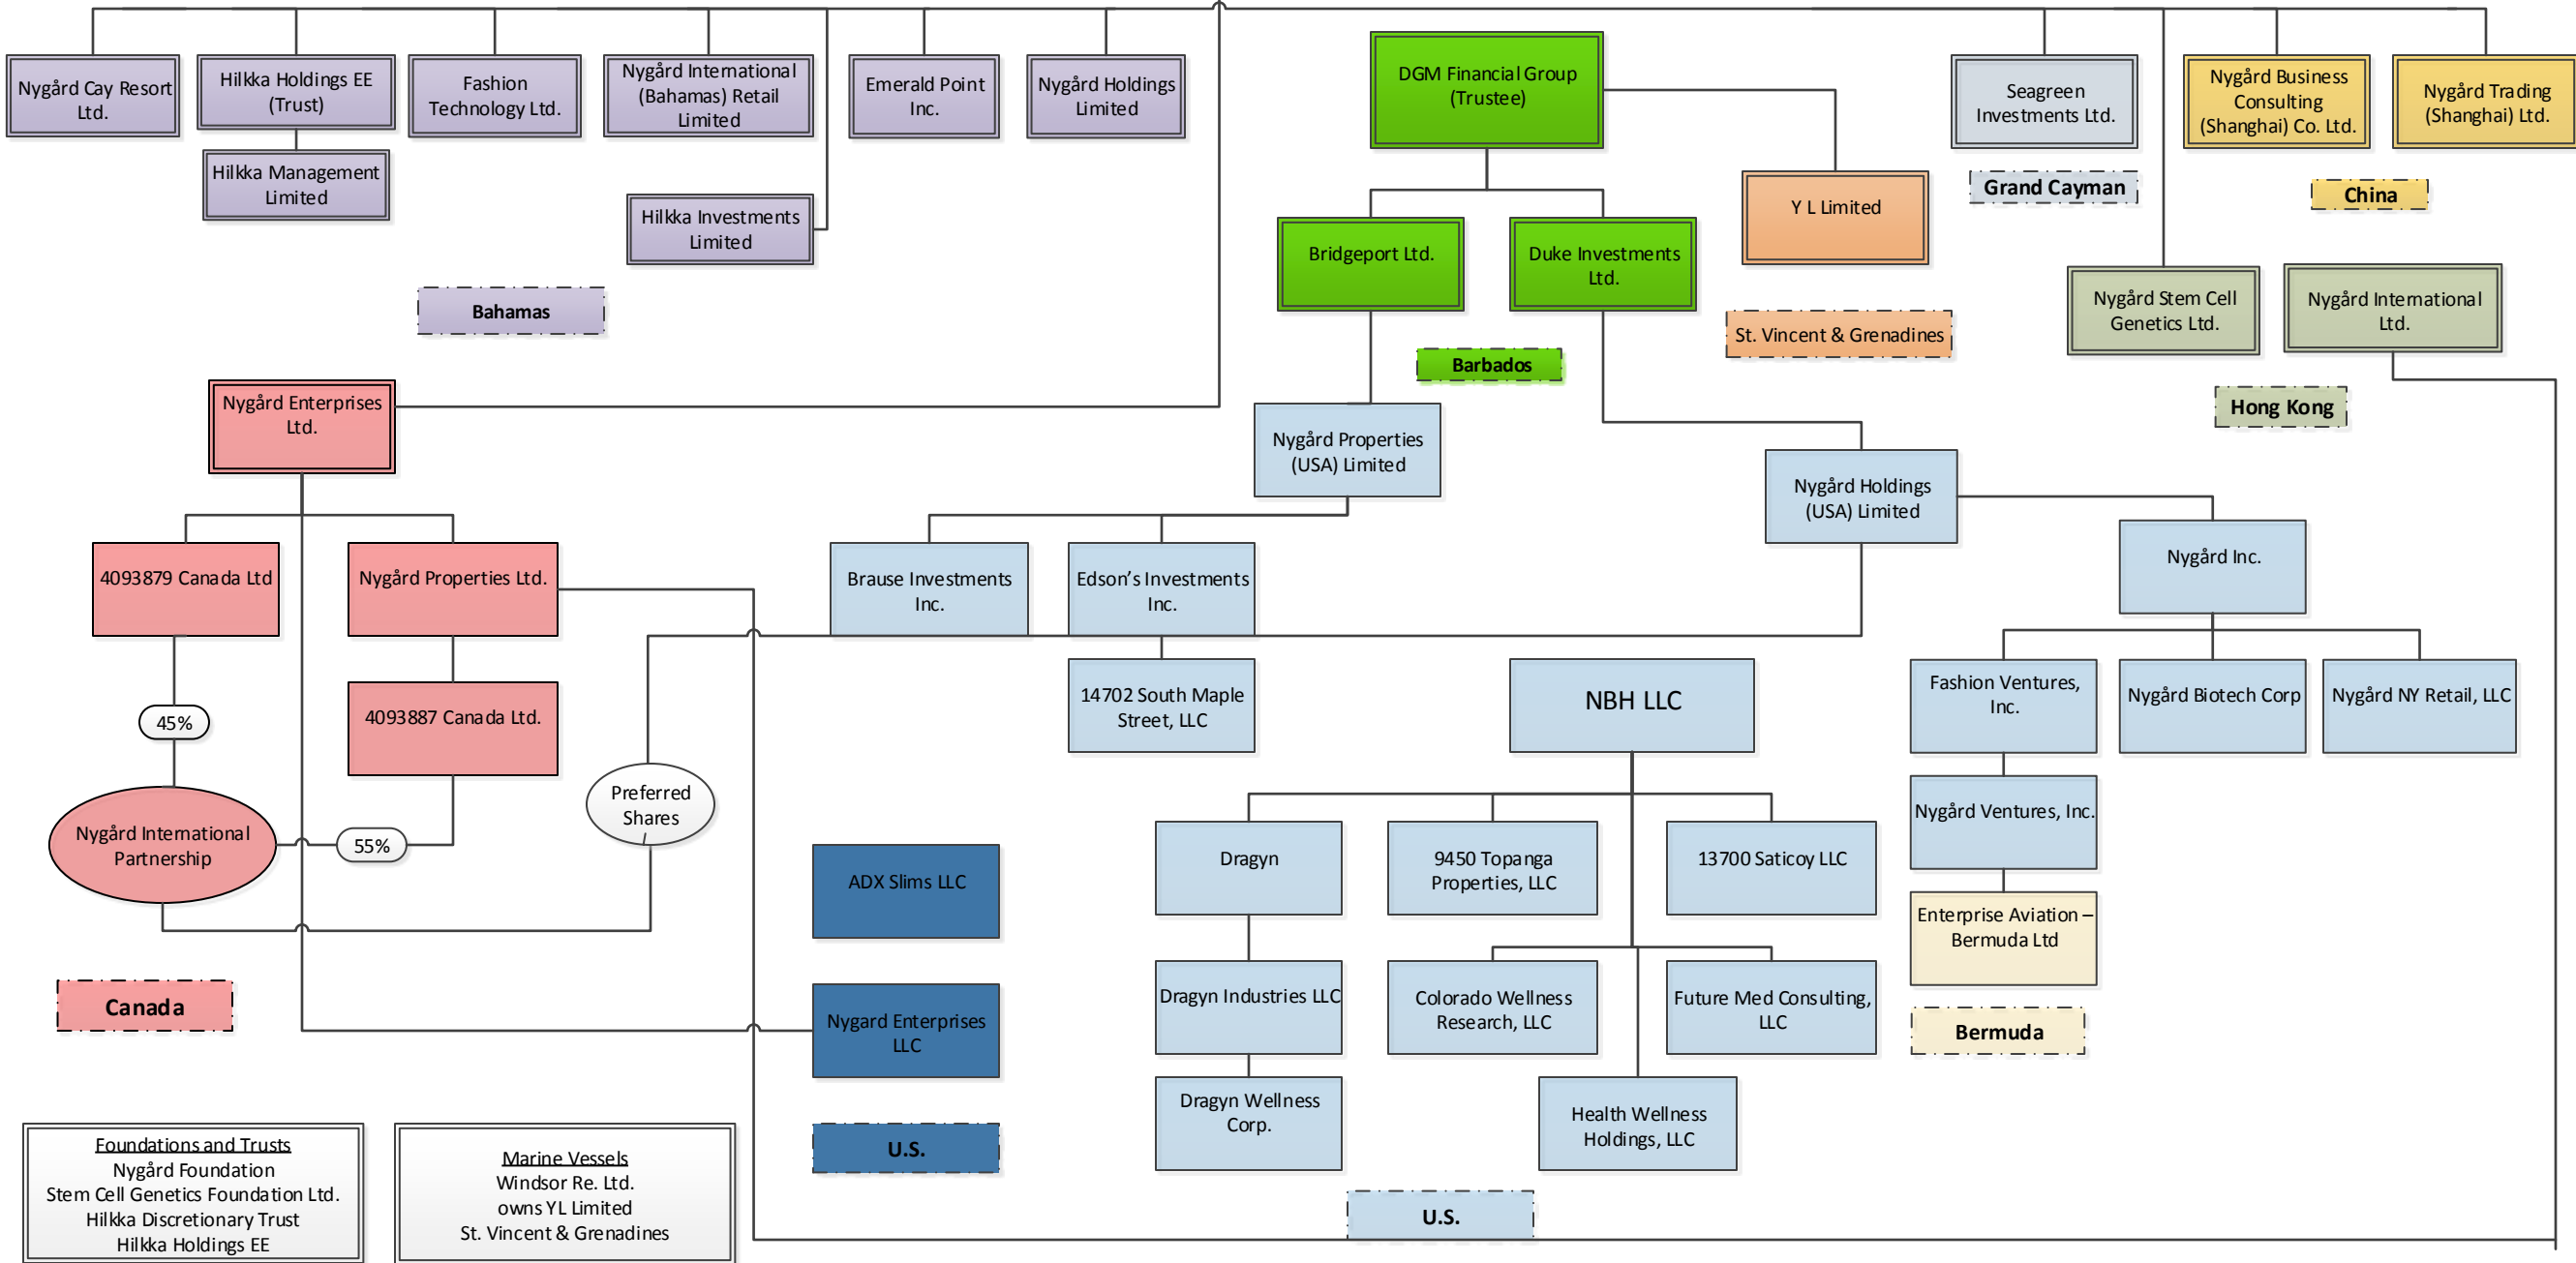 Nygård Cay Resort
Ltd.
Hilkka Holdings EE
(Trust)
Fashion
Technology Ltd.
Nygård International
(Bahamas) Retail
Limited
Emerald Point
Inc.
Nygård Holdings
Limited
DGM Financial Group
(Trustee)
Seagreen
Investments Ltd.
Nygård Business
Consulting
(Shanghai) Co. Ltd.
Nygård Trading
(Shanghai) Ltd.
Hilkka Management
Limited
Hilkka Investments
Limited
Y L Limited
Grand Cayman
China
Bridgeport Ltd.
Duke Investments
Ltd.
Nygård Stem Cell
Genetics Ltd.
Nygård International
Ltd.
Bahamas
St. Vincent & Grenadines
Barbados
Hong Kong
Nygård Enterprises
Ltd.
Nygård Properties
(USA) Limited
Nygård Holdings
(USA) Limited
Nygård Inc.
4093879 Canada Ltd
Nygård Properties Ltd.
Brause Investments
Inc.
Edson’s Investments
Inc.
14702 South Maple
Street, LLC
NBH LLC
Fashion Ventures,
Inc.
Nygård Biotech Corp
Nygård NY Retail, LLC
45%
4093887 Canada Ltd.
Preferred
Shares
Nygård International
Partnership
55%
Nygård Ventures, Inc.
ADX Slims LLC
Dragyn
9450 Topanga
Properties, LLC
13700 Saticoy LLC
Enterprise Aviation –
Bermuda Ltd
Canada
Nygard Enterprises
LLC
Dragyn Industries LLC
Colorado Wellness
Research, LLC
Future Med Consulting,
LLC
Bermuda
Dragyn Wellness
Corp.
Health Wellness
Holdings, LLC
U.S.
U.S.
Foundations and Trusts
Nygård Foundation
Stem Cell Genetics Foundation Ltd.
Hilkka Discretionary Trust
Hilkka Holdings EE
Marine Vessels
Windsor Re. Ltd.
owns YL Limited
St. Vincent & Grenadines